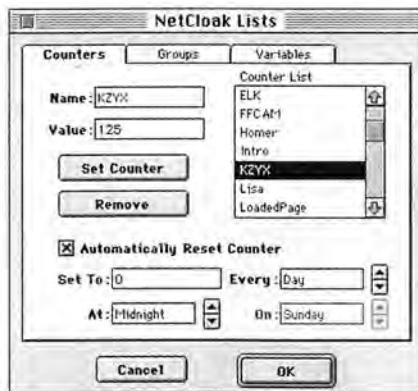 NetCloak Lists
Counters Groups Variables
Name: KZYX
Value: 125
Set Counter
Remove
Counter List
ELK
FFCAM
Homer
Intro
KZYX
Lisa
LoadedPage
Automatically Reset Counter
Set To: 0 Every: Day
At: Midnight On: Sunday
Cancel OK